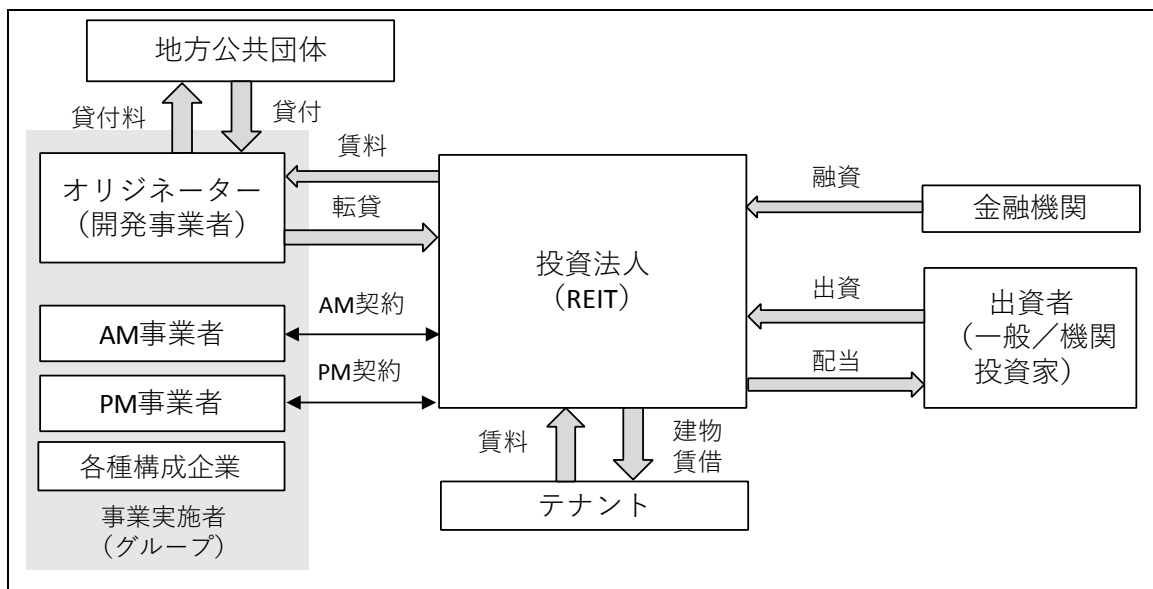 地方公共団体
貸付料
貸付
オリジネーター
（開発事業者）
賃料
転貸
投資法人
（REIT）
融資
金融機関
出資
配当
出資者
（一般／機関
投資家）
AM事業者
AM契約
PM事業者
PM契約
各種構成企業
事業実施者
（グループ）
賃料
建物
賃借
テナント